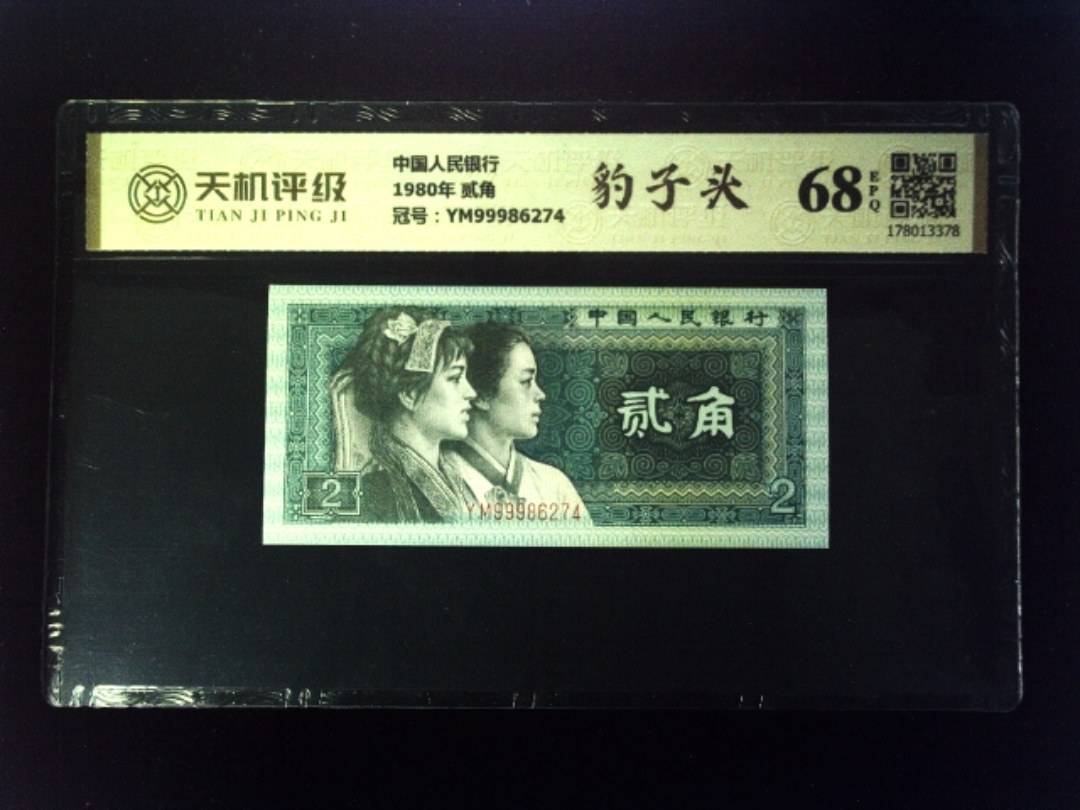 天机评级
TIAN JI PING JI
中国人民银行
1980年 贰角
冠号：YM99986274
豹子头
68
EPQ
178013378
中国人民银行
贰角
2
2
YM99986274